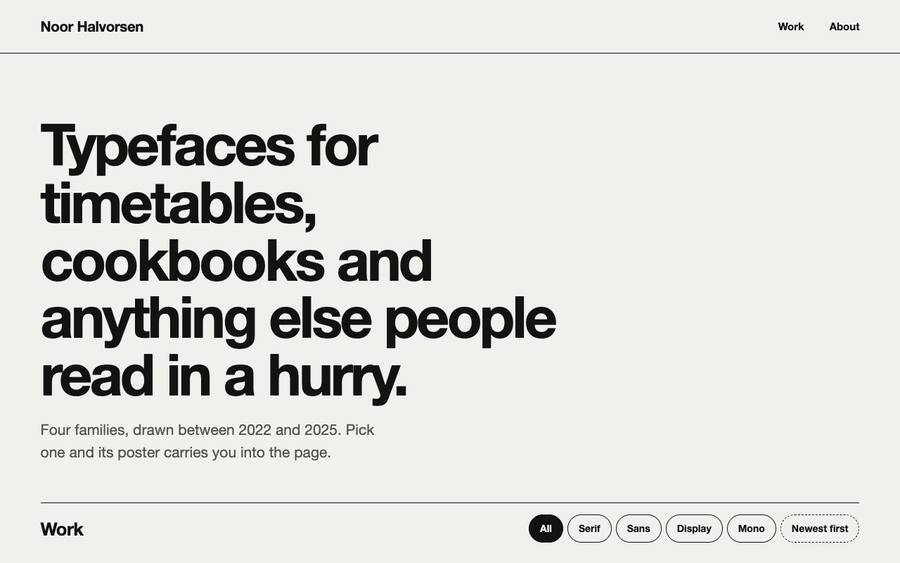 Noor Halvorsen
Work
About
Typefaces for
timetables,
cookbooks and
anything else people
read in a hurry.
Four families, drawn between 2022 and 2025. Pick
one and its poster carries you into the page.
Work
All
Serif
Sans
Display
Mono
Newest first